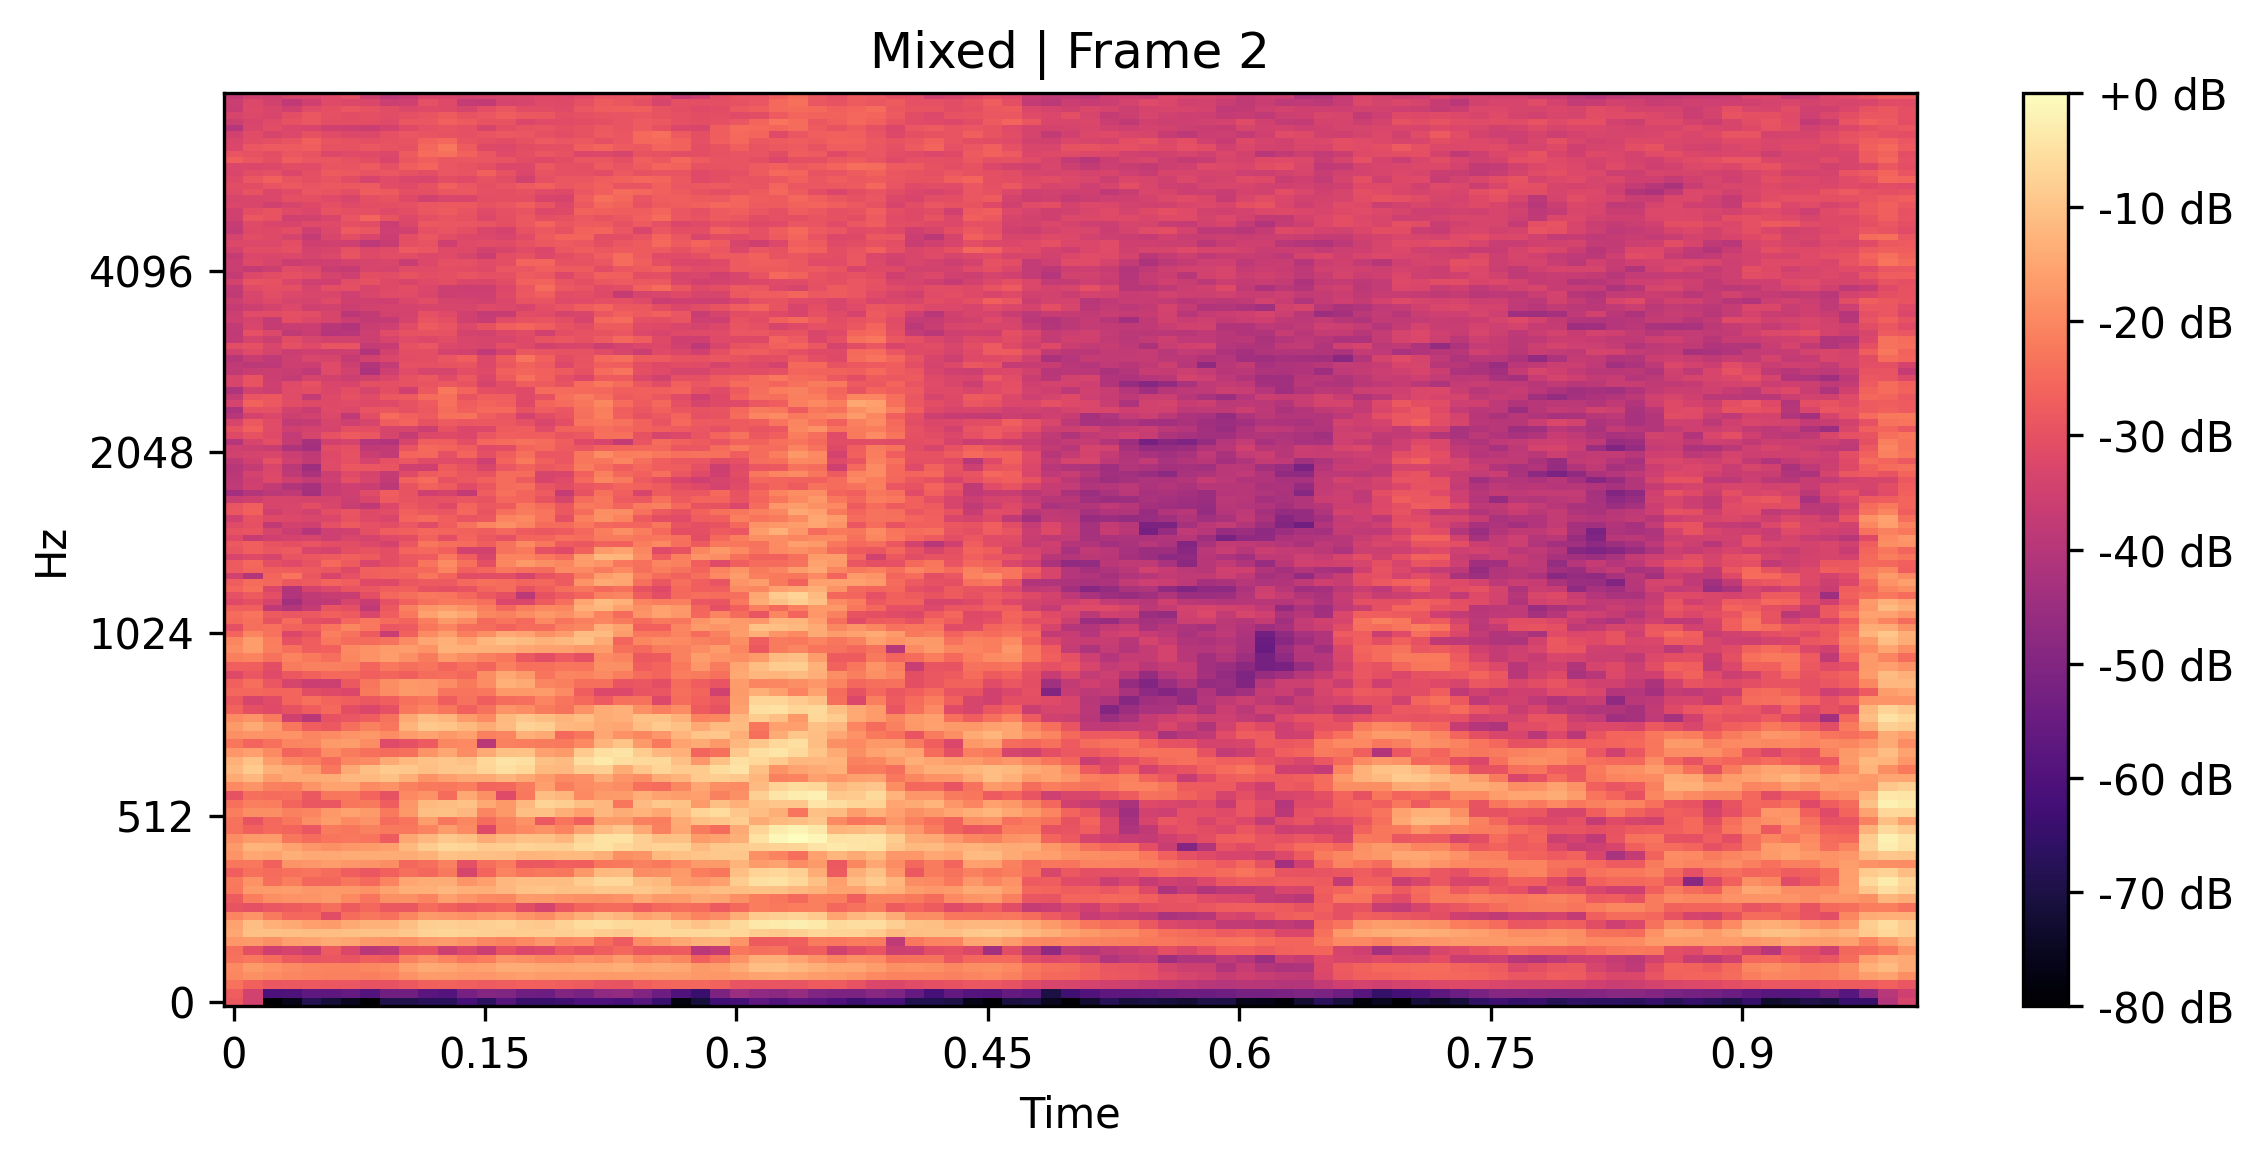 Mixed | Frame 2
Hz
4096
2048
1024
512
0
0
0.15
0.3
0.45
0.6
0.75
0.9
Time
+0 dB
-10 dB
-20 dB
-30 dB
-40 dB
-50 dB
-60 dB
-70 dB
-80 dB